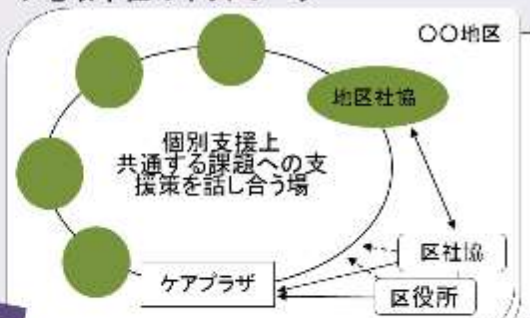 〇〇地区
地区社協
個別支援上
共通する課題への支
援策を話し合う場
区社協
ケアプラザ
区役所